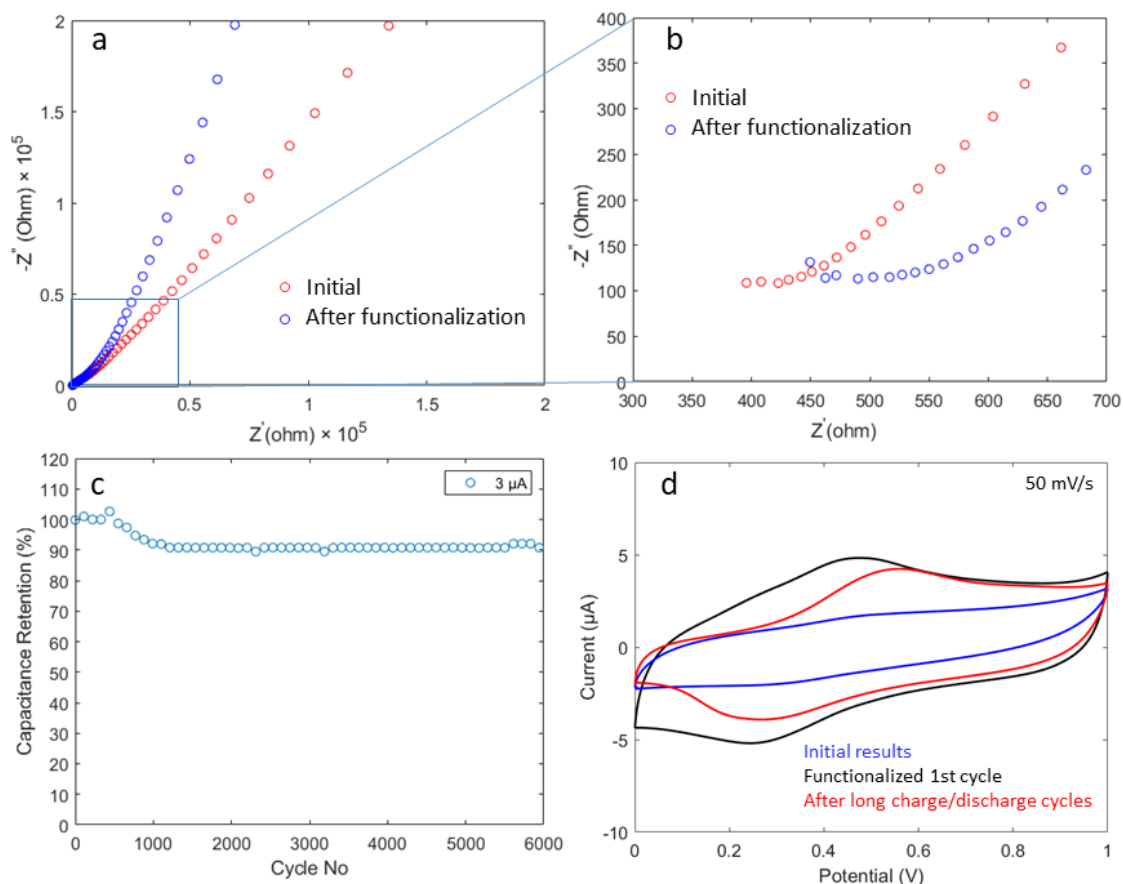 a
2
1.5
1
0.5
0
-Z" (Ohm) × 10⁵
Initial
After functionalization
0
0.5
1
1.5
2
Z'(ohm) × 10⁵
b
400
350
300
250
200
150
100
50
0
-Z" (Ohm)
Initial
After functionalization
300
350
400
450
500
550
600
650
700
Z'(ohm)
c
120
110
100
90
80
70
60
50
40
30
20
10
0
Capacitance Retention (%)
3 µA
0
1000
2000
3000
4000
5000
6000
Cycle No
d
50 mV/s
10
5
0
-5
-10
Current (µA)
Initial results
Functionalized 1st cycle
After long charge/discharge cycles
0
0.2
0.4
0.6
0.8
1
Potential (V)